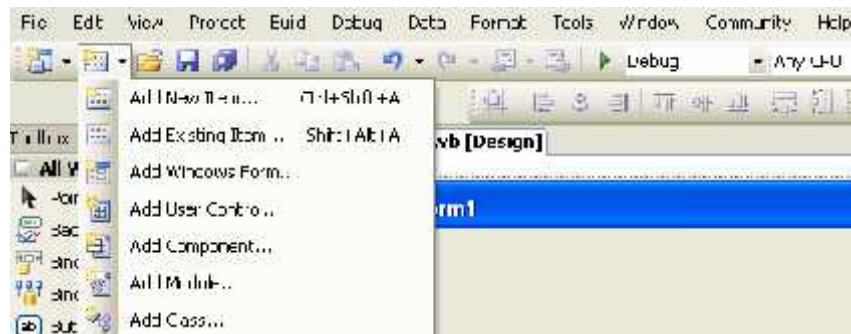 File Edit View Project Build Debug Data Format Tools Window Community Help
Debug Any CPU
Add New Item... Ctrl+Shift+A
Add Existing Item... Shift+Alt+A
Toolbox
.vb [Design]
Add Windows Form...
All
Form1
Add User Control...
Add Component...
Add Module...
Add Class...